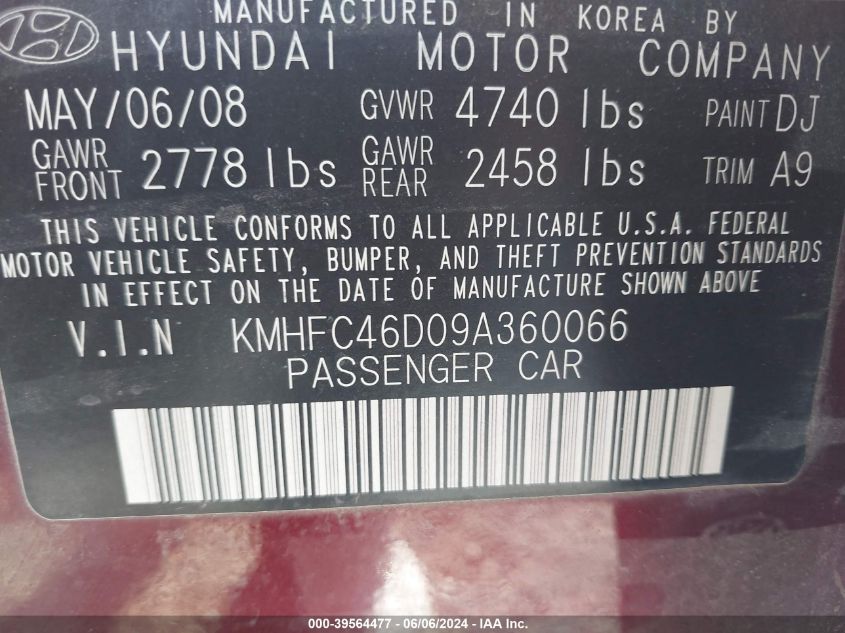 MANUFACTURED IN KOREA BY
HYUNDAI MOTOR COMPANY
MAY/06/08 GVWR 4740 lbs PAINT DJ
GAWR FRONT 2778 lbs GAWR REAR 2458 lbs TRIM A9
THIS VEHICLE CONFORMS TO ALL APPLICABLE U.S.A. FEDERAL
MOTOR VEHICLE SAFETY, BUMPER, AND THEFT PREVENTION STANDARDS
IN EFFECT ON THE DATE OF MANUFACTURE SHOWN ABOVE
V.I.N KMHFC46D09A360066
PASSENGER CAR
000-39564477 - 06/06/2024 - IAA Inc.